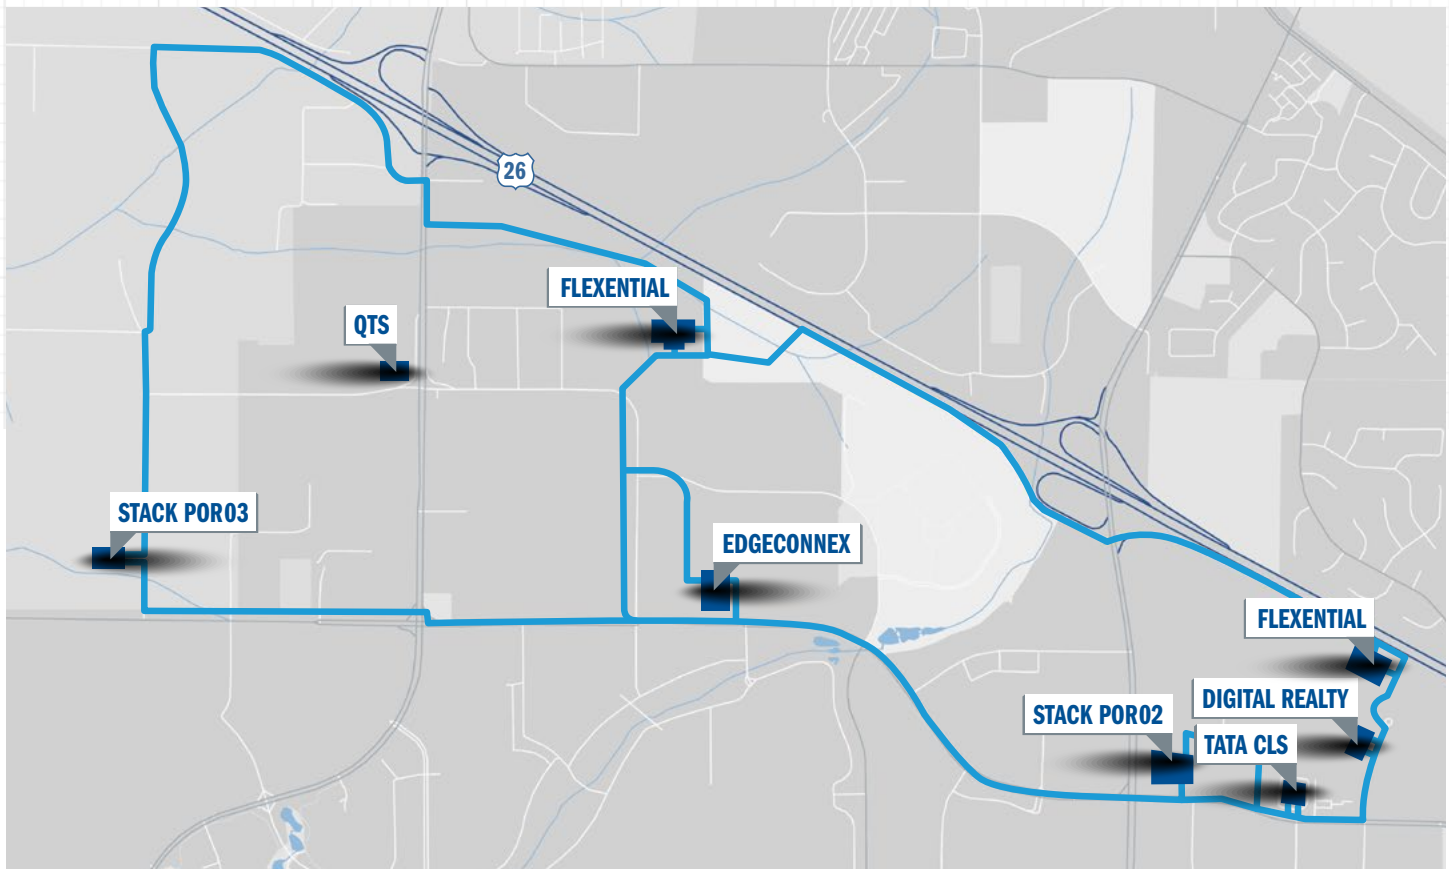 26
FLEXENTIAL
QTS
STACK POR03
EDGECONNEX
FLEXENTIAL
DIGITAL REALTY
STACK POR02
TATA CLS